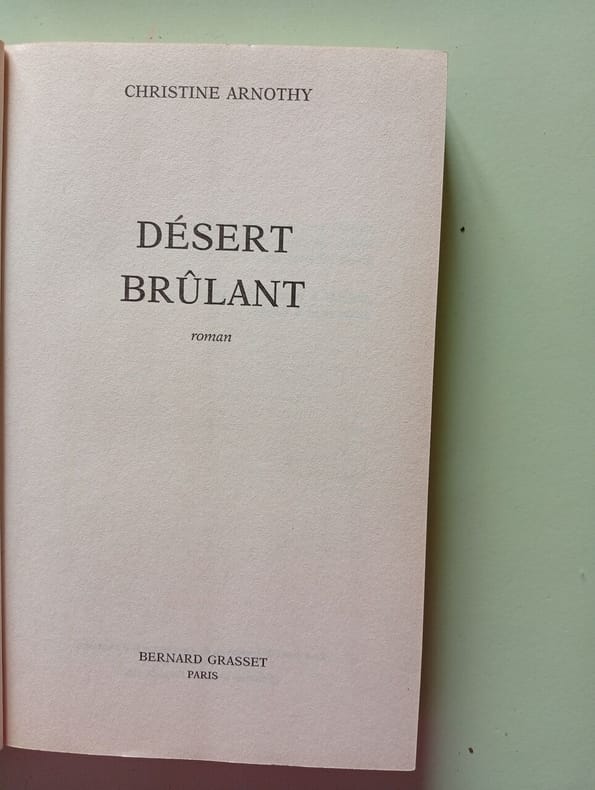 CHRISTINE ARNOTHY
DÉSERT
BRÛLANT
roman
BERNARD GRASSET
PARIS